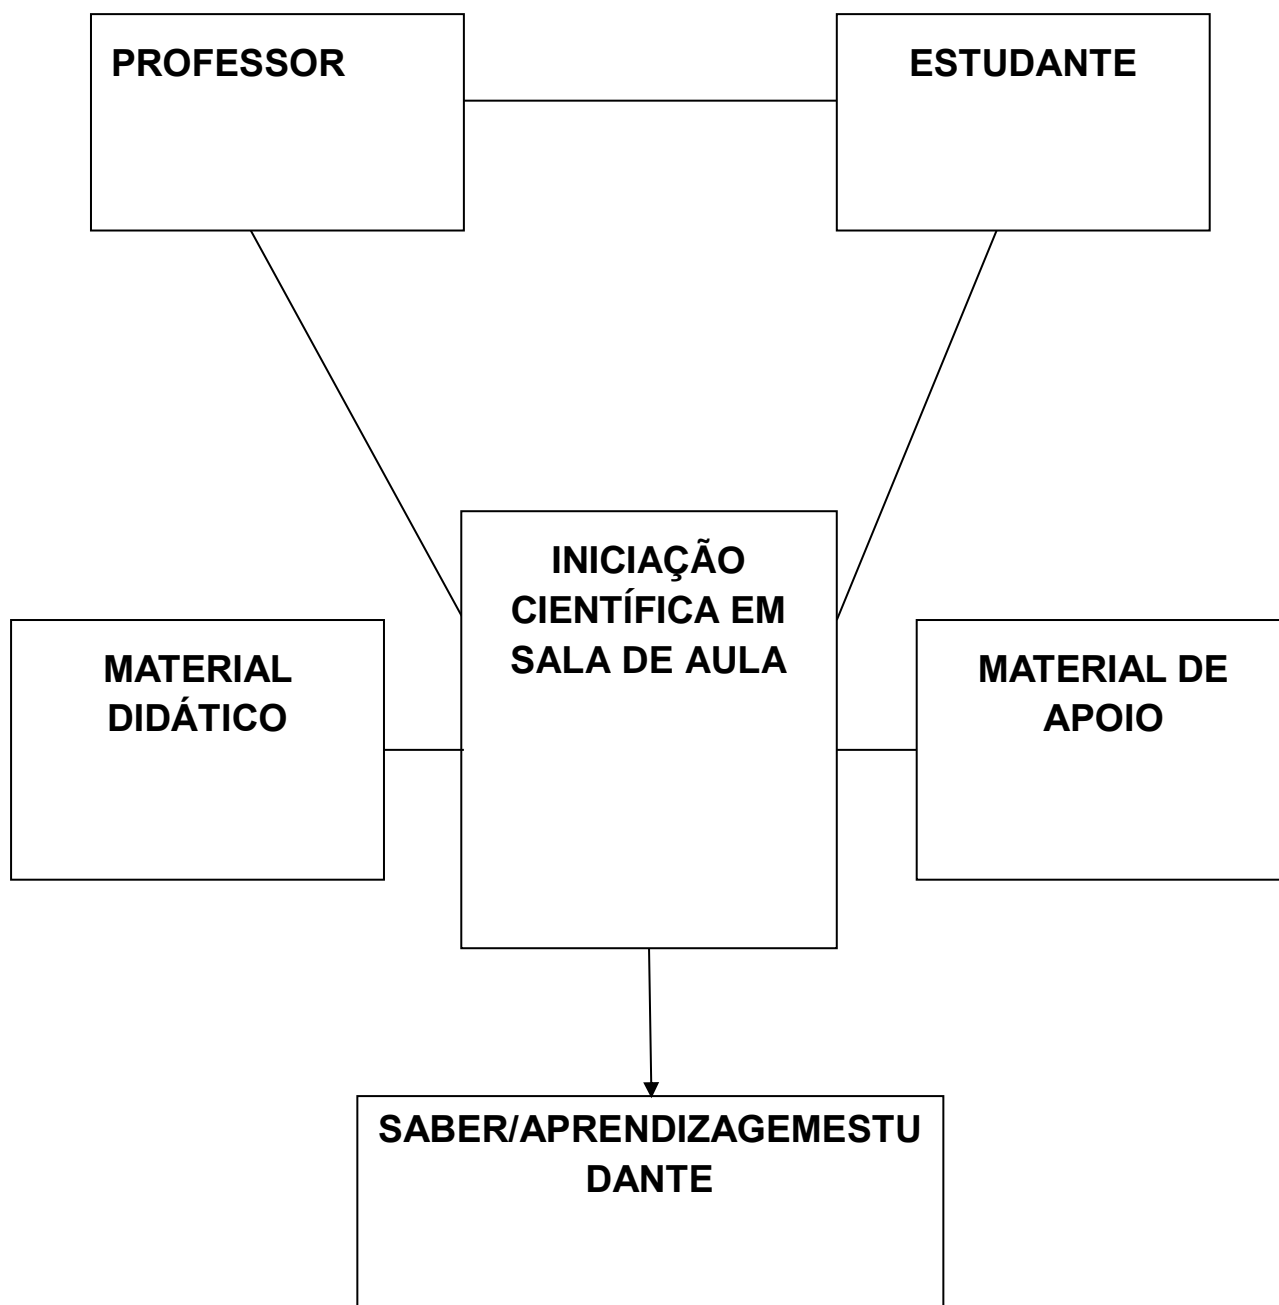 PROFESSOR
ESTUDANTE
INICIAÇÃO
CIENTÍFICA EM
SALA DE AULA
MATERIAL
DIDÁTICO
MATERIAL DE
APOIO
SABER/APRENDIZAGEMESTU
DANTE